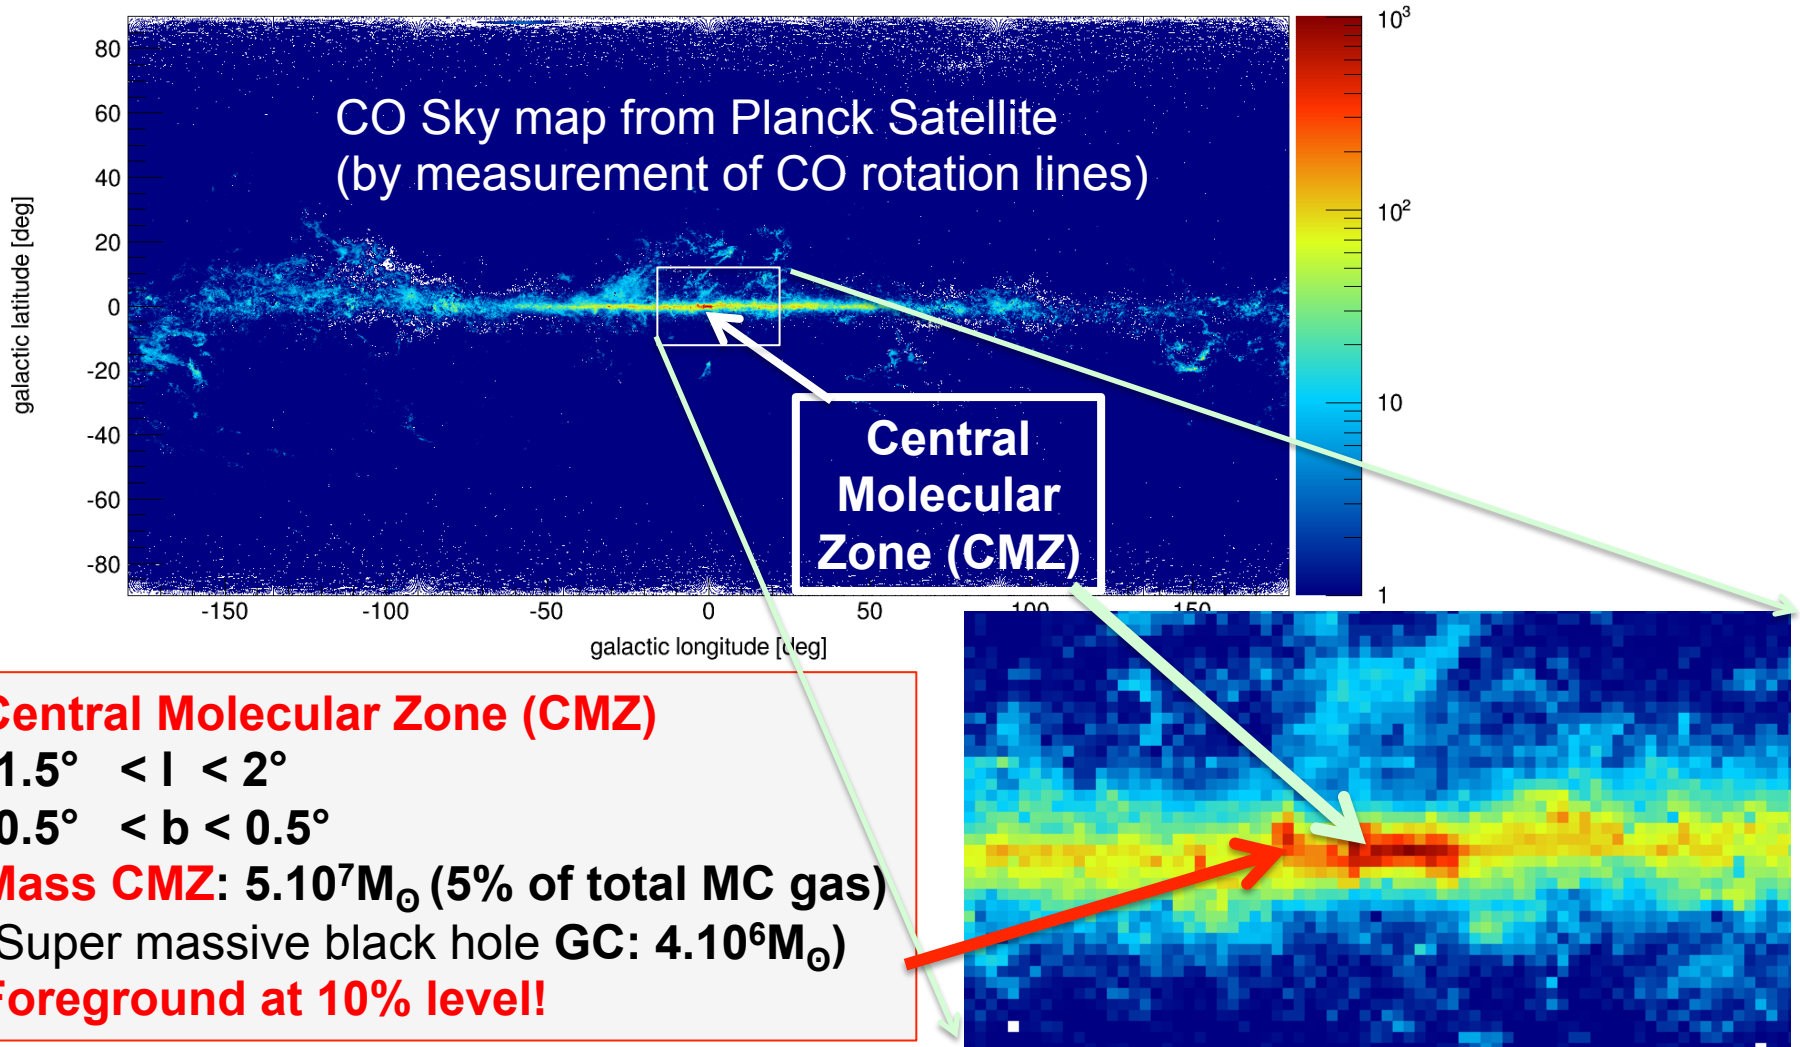 CO Sky map from Planck Satellite
(by measurement of CO rotation lines)
galactic latitude [deg]
80
60
40
20
0
-20
-40
-60
-80
-150
-100
-50
0
50
100
150
galactic longitude [deg]
10³
10²
10
1
Central
Molecular
Zone (CMZ)
Central Molecular Zone (CMZ)
1.5° < l < 2°
0.5° < b < 0.5°
Mass CMZ: 5.10⁷M⊙ (5% of total MC gas)
Super massive black hole GC: 4.10⁶M⊙)
Foreground at 10% level!